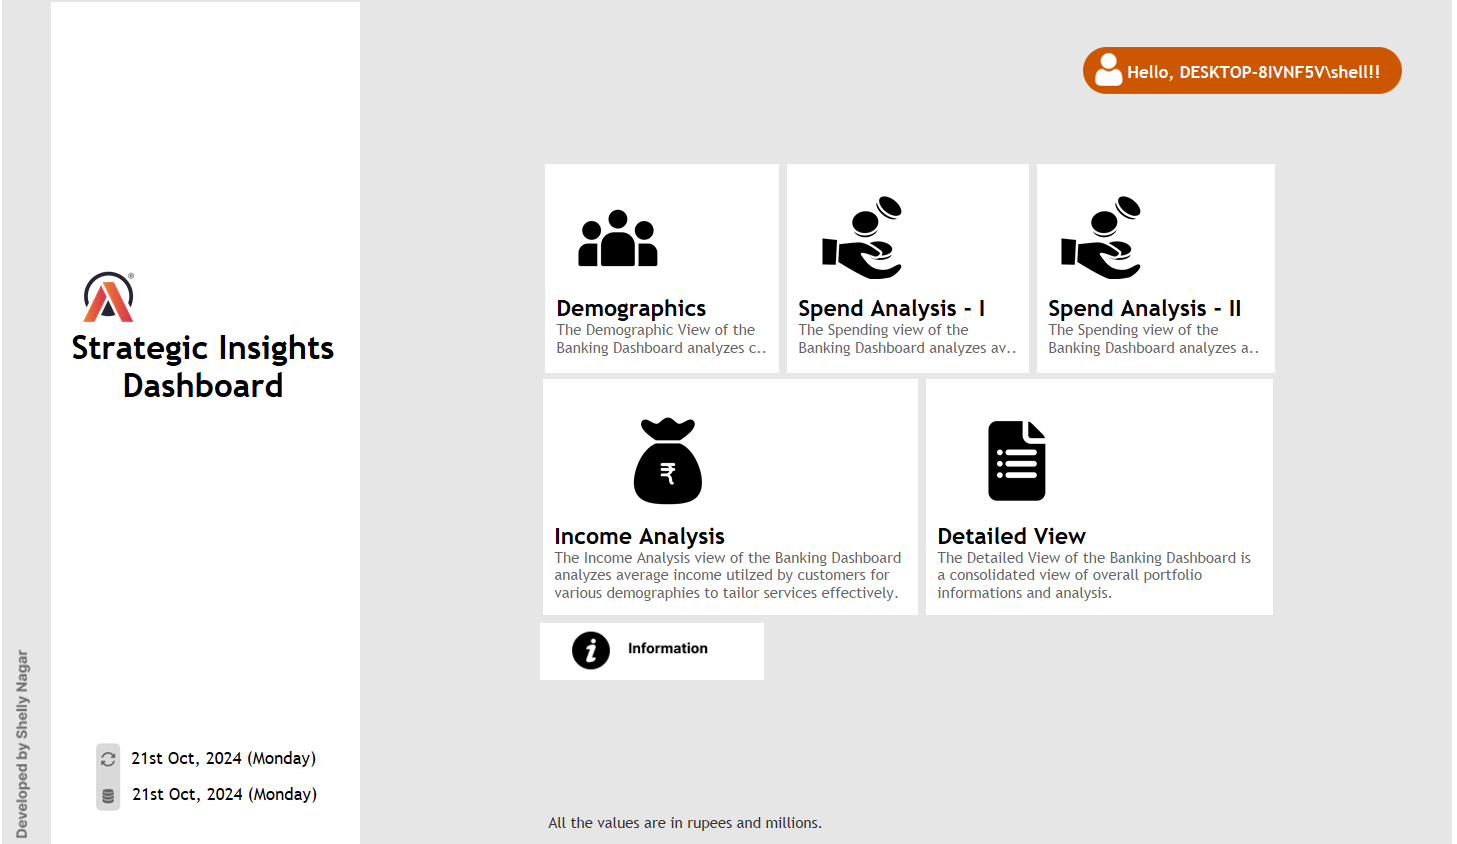 Hello, DESKTOP-8IVNF5V\shell!!
®
Strategic Insights
Dashboard
Demographics
The Demographic View of the
Banking Dashboard analyzes c..
Spend Analysis - I
The Spending view of the
Banking Dashboard analyzes av..
Spend Analysis - II
The Spending view of the
Banking Dashboard analyzes a..
₹
Income Analysis
The Income Analysis view of the Banking Dashboard
analyzes average income utilzed by customers for
various demographies to tailor services effectively.
Detailed View
The Detailed View of the Banking Dashboard is
a consolidated view of overall portfolio
informations and analysis.
i Information
Developed by Shelly Nagar
21st Oct, 2024 (Monday)
21st Oct, 2024 (Monday)
All the values are in rupees and millions.